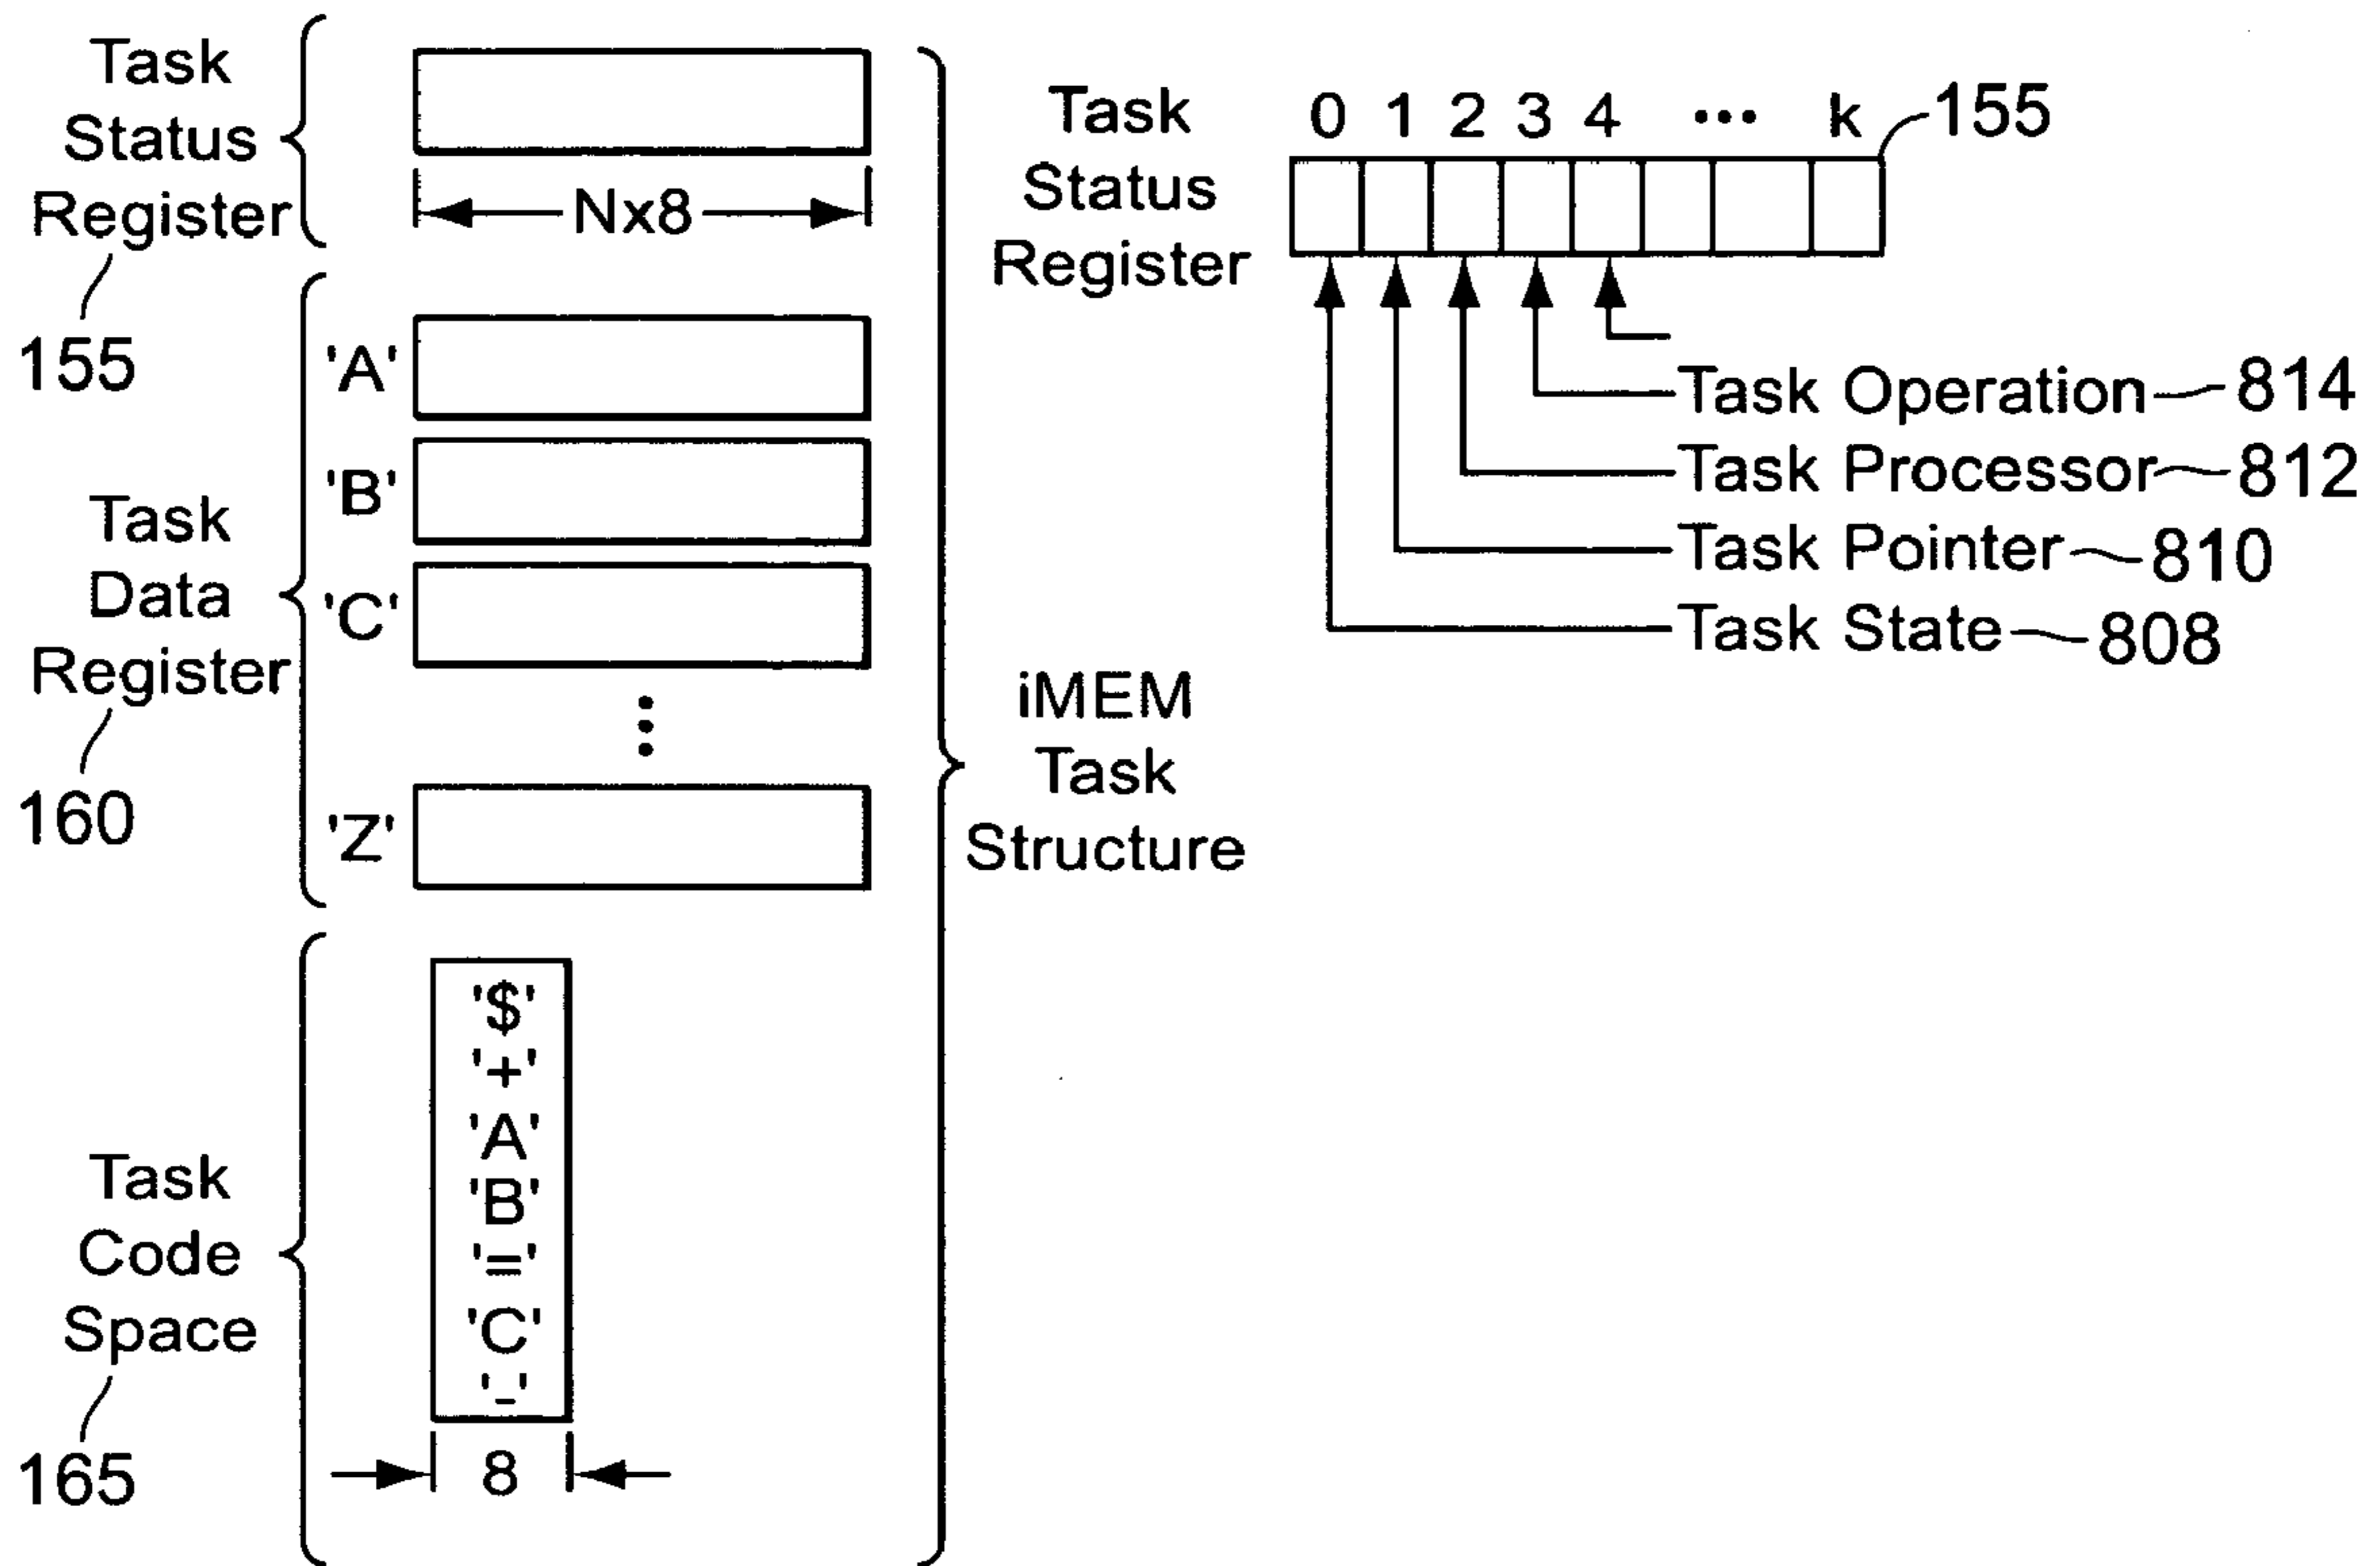 Task
Status
Register
155
Nx8
Task
Data
Register
160
'A'
'B'
'C'
⋮
'Z'
Task
Code
Space
165
'$'
'+'
'A'
'B'
'='
'C'
'-'
8
iMEM
Task
Structure
Task
Status
Register
0 1 2 3 4 ... k
155
Task Operation 814
Task Processor 812
Task Pointer 810
Task State 808